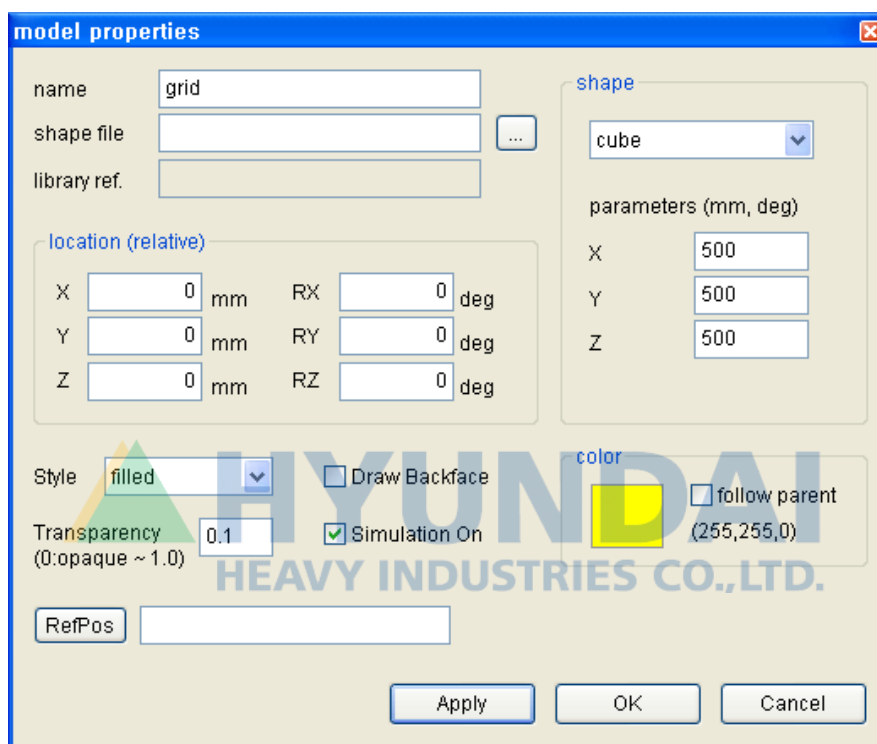 model properties
name grid
shape file ...
library ref.
shape
cube
parameters (mm, deg)
X 500
Y 500
Z 500
location (relative)
X 0 mm RX 0 deg
Y 0 mm RY 0 deg
Z 0 mm RZ 0 deg
Style filled Draw Backface
Transparency
(0:opaque ~ 1.0) 0.1 Simulation On
color
follow parent
(255,255,0)
HYUNDAI
HEAVY INDUSTRIES CO.,LTD.
RefPos
Apply OK Cancel